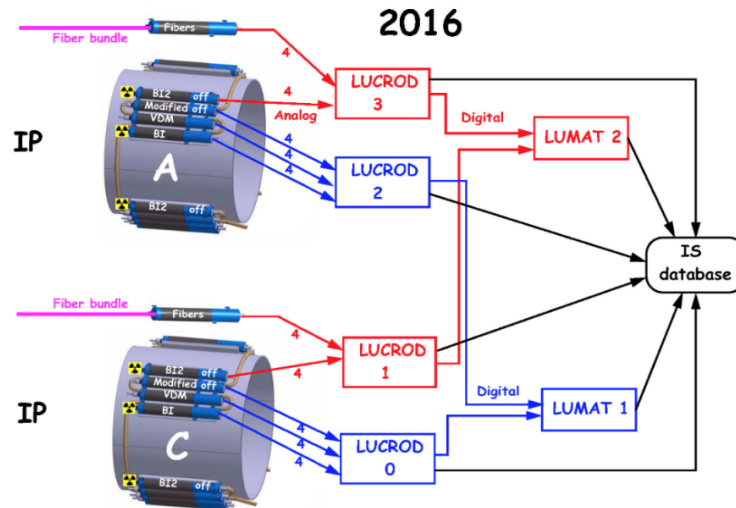 2016
Fiber bundle
Fibers
4
4
Analog
BI2 off
Modified off
VDM
BI
IP
A
BI2 off
4
4
4
LUCROD
3
LUCROD
2
Digital
LUMAT 2
IS
database
Fiber bundle
Fibers
4
4
BI2 off
Modified off
VDM
BI
IP
C
BI2 off
4
4
4
LUCROD
1
LUCROD
0
Digital
LUMAT 1